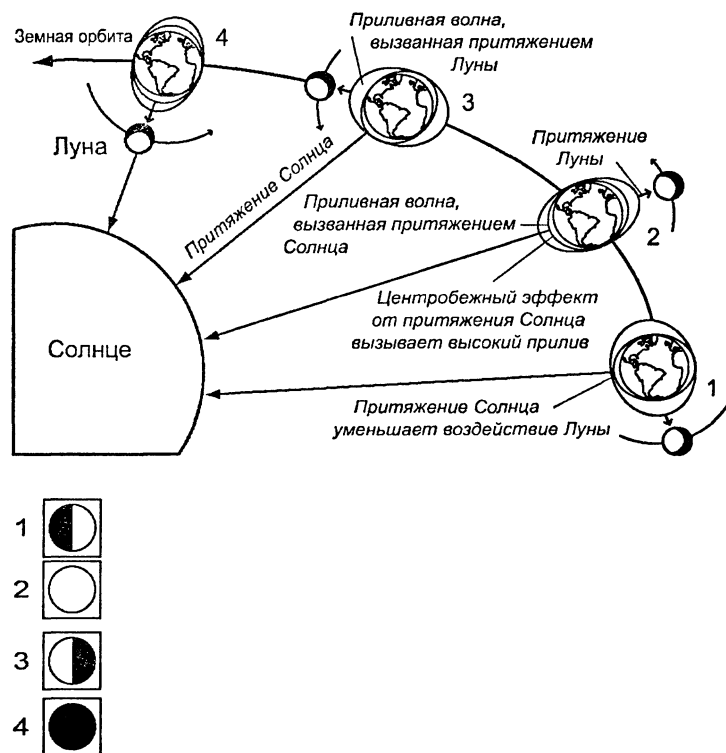 Земная орбита
4
Приливная волна,
вызванная притяжением
Луны
3
Луна
Притяжение Солнца
Притяжение
Луны
Приливная волна,
вызванная притяжением
Солнца
2
Центробежный эффект
от притяжения Солнца
вызывает высокий прилив
Солнце
1
Притяжение Солнца
уменьшает воздействие Луны
1
2
3
4